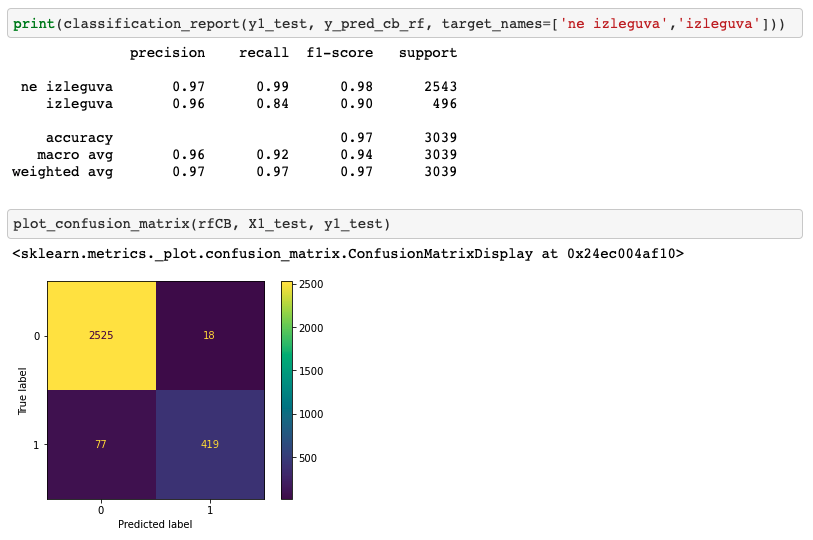 print(classification_report(y1_test, y_pred_cb_rf, target_names=['ne izleguva','izleguva']))
precision recall f1-score support
ne izleguva 0.97 0.99 0.98 2543
izleguva 0.96 0.84 0.90 496
accuracy 0.97 3039
macro avg 0.96 0.92 0.94 3039
weighted avg 0.97 0.97 0.97 3039
plot_confusion_matrix(rfCB, X1_test, y1_test)
<sklearn.metrics._plot.confusion_matrix.ConfusionMatrixDisplay at 0x24ec004af10>
2500
0 2525 18
2000
1500
True label
1000
1 77 419
500
0 1
Predicted label